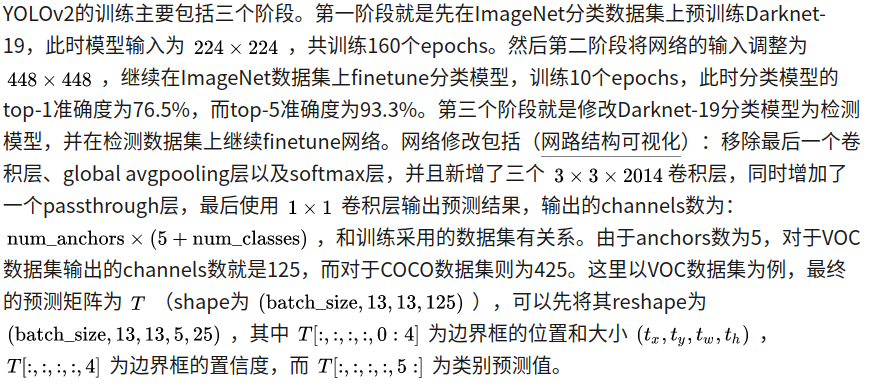 YOLOv2的训练主要包括三个阶段。第一阶段就是先在ImageNet分类数据集上预训练Darknet-
19，此时模型输入为 224 × 224 ，共训练160个epochs。然后第二阶段将网络的输入调整为
448 × 448 ，继续在ImageNet数据集上finetune分类模型，训练10个epochs，此时分类模型的
top-1准确度为76.5%，而top-5准确度为93.3%。第三个阶段就是修改Darknet-19分类模型为检测
模型，并在检测数据集上继续finetune网络。网络修改包括（网路结构可视化）：移除最后一个卷
积层、global avgpooling层以及softmax层，并且新增了三个 3 × 3 × 2014卷积层，同时增加了
一个passthrough层，最后使用 1 × 1 卷积层输出预测结果，输出的channels数为：
num_anchors × (5 + num_classes) ，和训练采用的数据集有关系。由于anchors数为5，对于VOC
数据集输出的channels数就是125，而对于COCO数据集则为425。这里以VOC数据集为例，最终
的预测矩阵为 T （shape为 (batch_size, 13, 13, 125) ），可以先将其reshape为
(batch_size, 13, 13, 5, 25) ，其中 T[:, :, :, :, 0 : 4] 为边界框的位置和大小 (tₓ, t_y, t_w, t_h) ，
T[:, :, :, :, 4] 为边界框的置信度，而 T[:, :, :, :, 5 :] 为类别预测值。